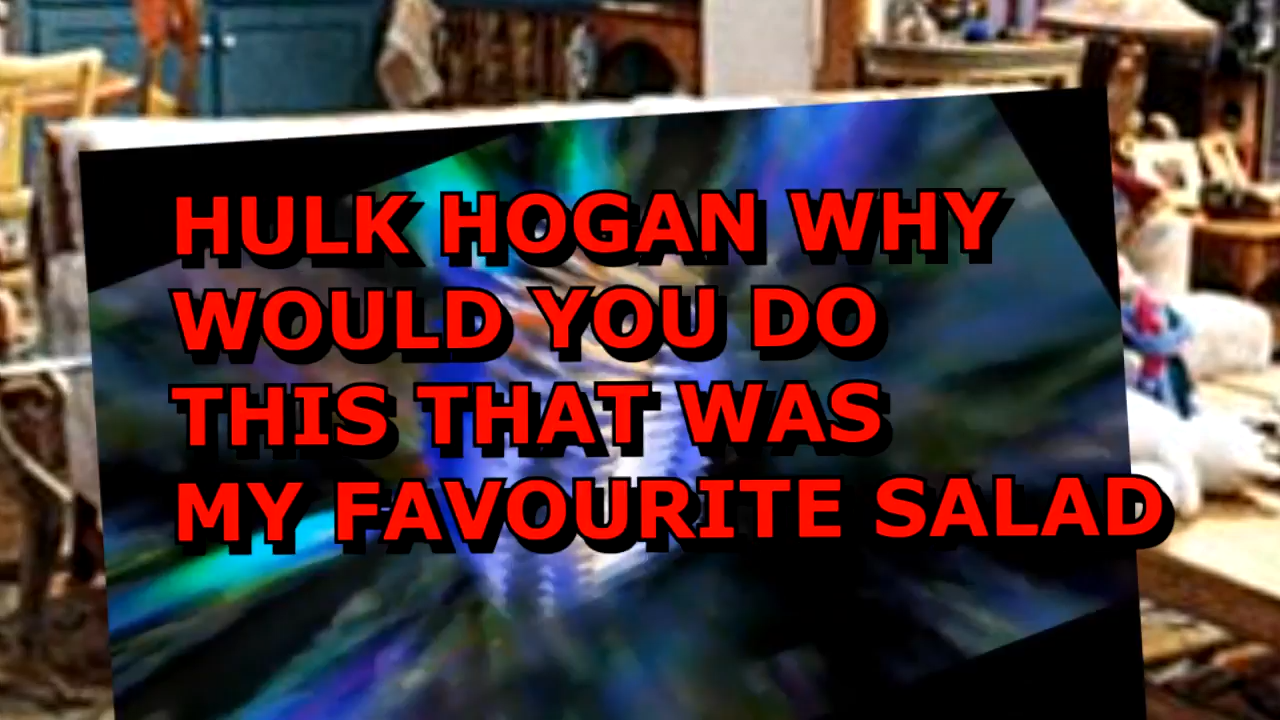 HULK HOGAN WHY
WOULD YOU DO
THIS THAT WAS
MY FAVOURITE SALAD